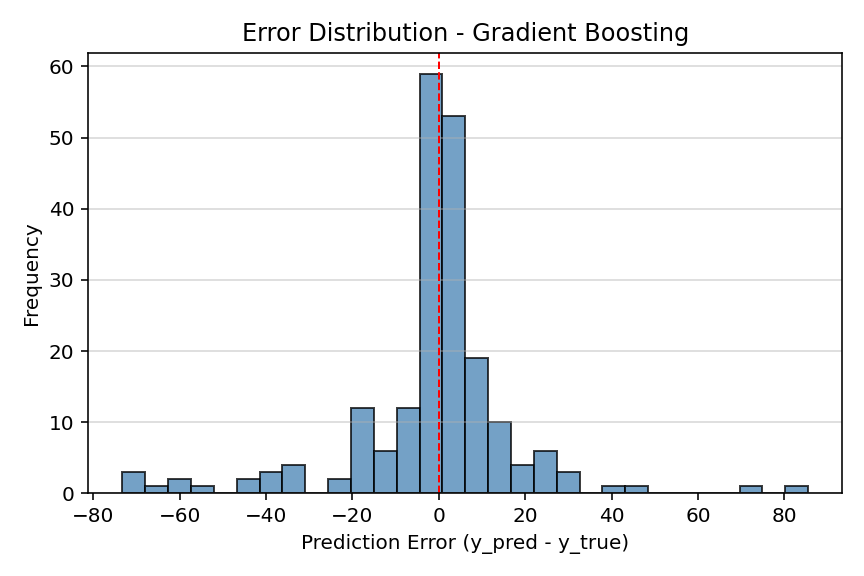 Error Distribution - Gradient Boosting
60
50
40
30
20
10
0
Frequency
−80 −60 −40 −20 0 20 40 60 80
Prediction Error (y_pred - y_true)